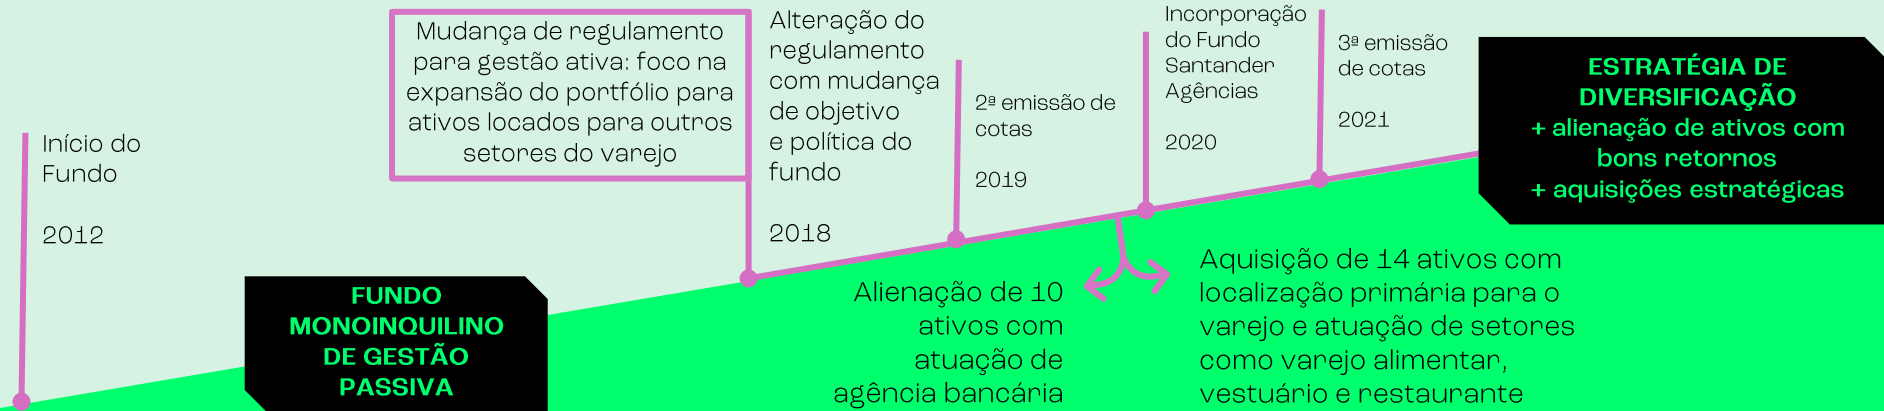 Início do
Fundo
2012
FUNDO
MONOINQUILINO
DE GESTÃO
PASSIVA
Mudança de regulamento
para gestão ativa: foco na
expansão do portfólio para
ativos locados para outros
setores do varejo
Alteração do
regulamento
com mudança
de objetivo
e política do
fundo
2018
2ª emissão de
cotas
2019
Incorporação
do Fundo
Santander
Agências
2020
3ª emissão
de cotas
2021
Alienação de 10
ativos com
atuação de
agência bancária
Aquisição de 14 ativos com
localização primária para o
varejo e atuação de setores
como varejo alimentar,
vestuário e restaurante
ESTRATÉGIA DE
DIVERSIFICAÇÃO
+ alienação de ativos com
bons retornos
+ aquisições estratégicas